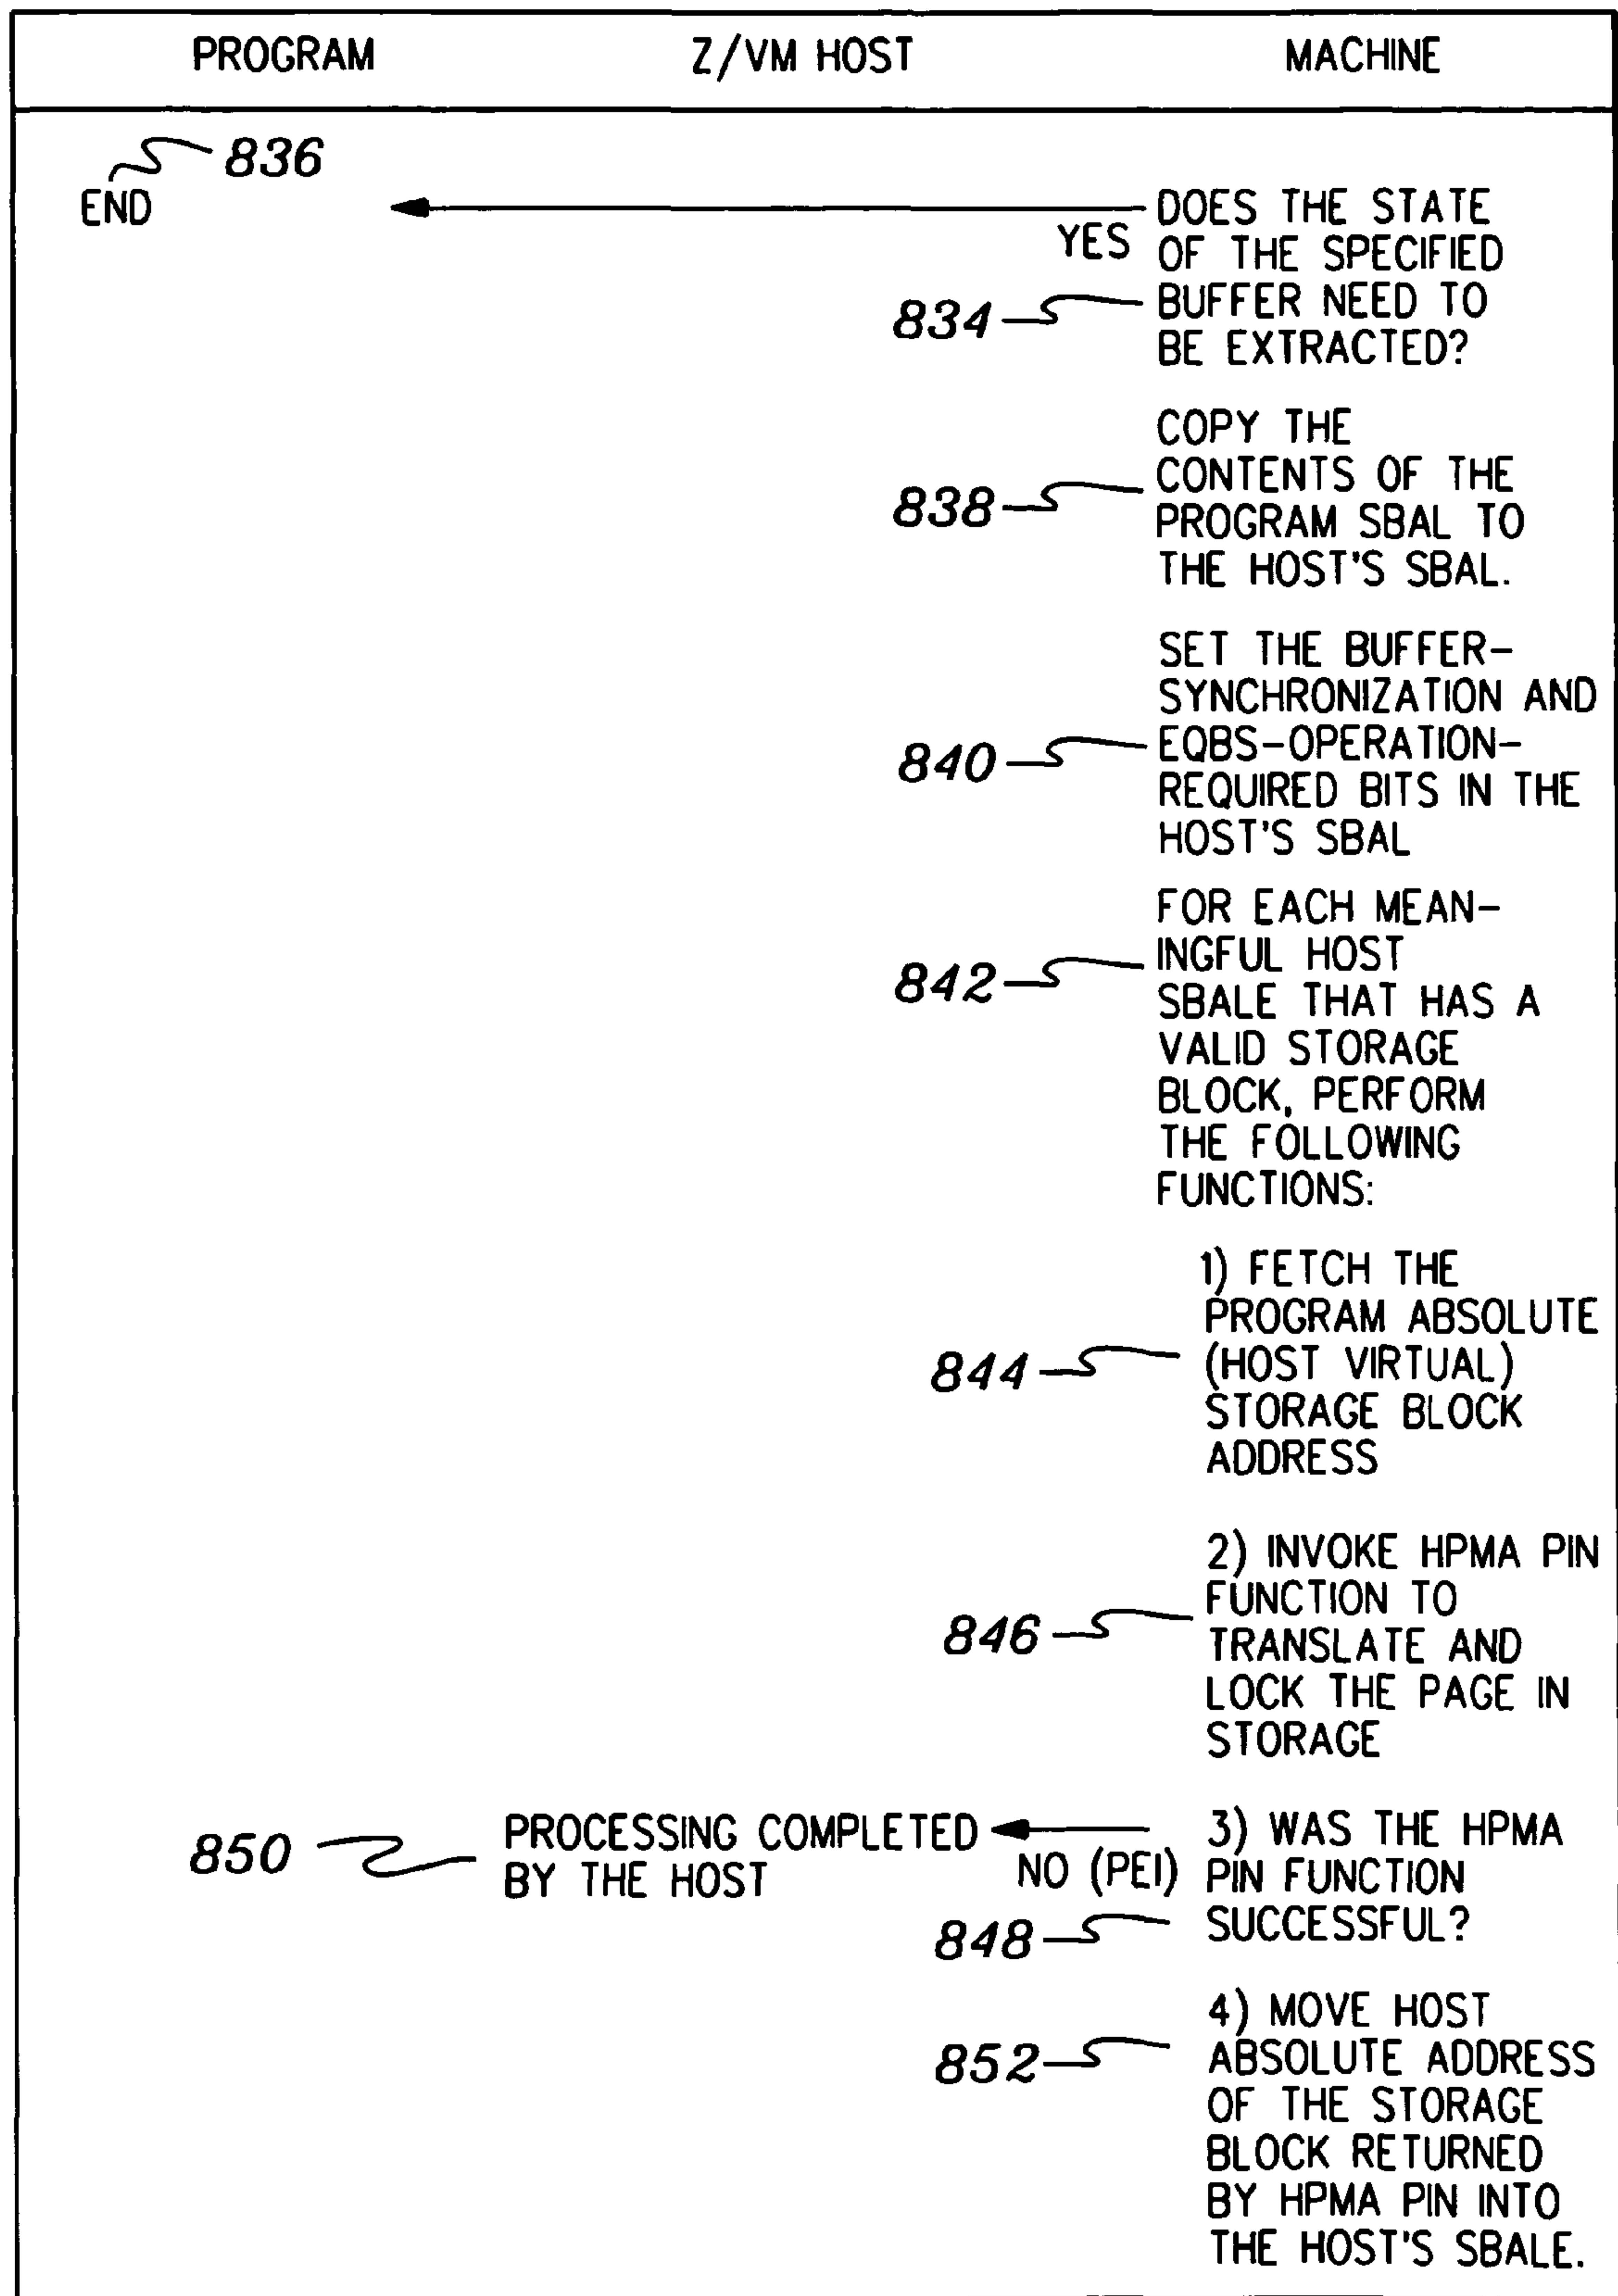 PROGRAM Z/VM HOST MACHINE
836
END
DOES THE STATE
YES OF THE SPECIFIED
834 BUFFER NEED TO
BE EXTRACTED?
COPY THE
CONTENTS OF THE
838 PROGRAM SBAL TO
THE HOST'S SBAL.
SET THE BUFFER-
SYNCHRONIZATION AND
840 EQBS-OPERATION-
REQUIRED BITS IN THE
HOST'S SBAL
FOR EACH MEAN-
INGFUL HOST
842 SBALE THAT HAS A
VALID STORAGE
BLOCK, PERFORM
THE FOLLOWING
FUNCTIONS:
1) FETCH THE
PROGRAM ABSOLUTE
844 (HOST VIRTUAL)
STORAGE BLOCK
ADDRESS
2) INVOKE HPMA PIN
FUNCTION TO
846 TRANSLATE AND
LOCK THE PAGE IN
STORAGE
850 PROCESSING COMPLETED
BY THE HOST
NO (PEI)
3) WAS THE HPMA
PIN FUNCTION
848 SUCCESSFUL?
4) MOVE HOST
852 ABSOLUTE ADDRESS
OF THE STORAGE
BLOCK RETURNED
BY HPMA PIN INTO
THE HOST'S SBALE.